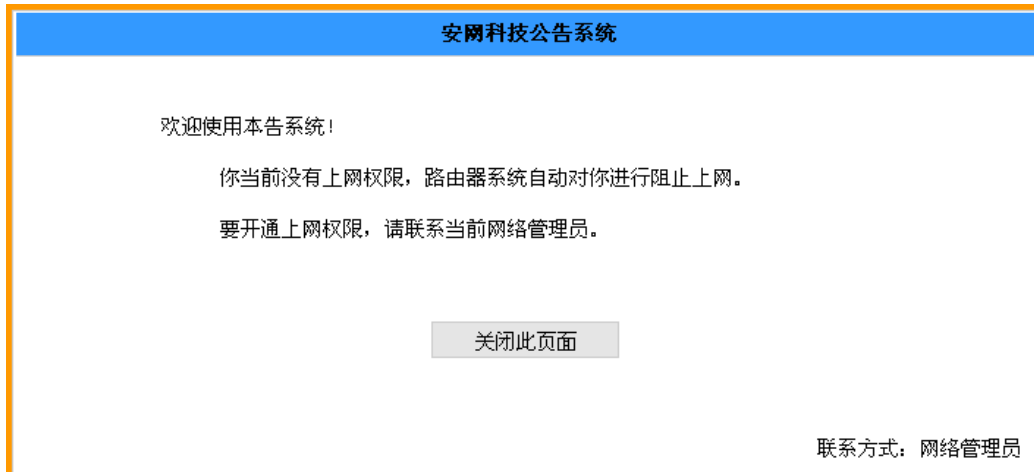 安网科技公告系统
欢迎使用本告系统!
你当前没有上网权限，路由器系统自动对你进行阻止上网。
要开通上网权限，请联系当前网络管理员。
关闭此页面
联系方式：网络管理员